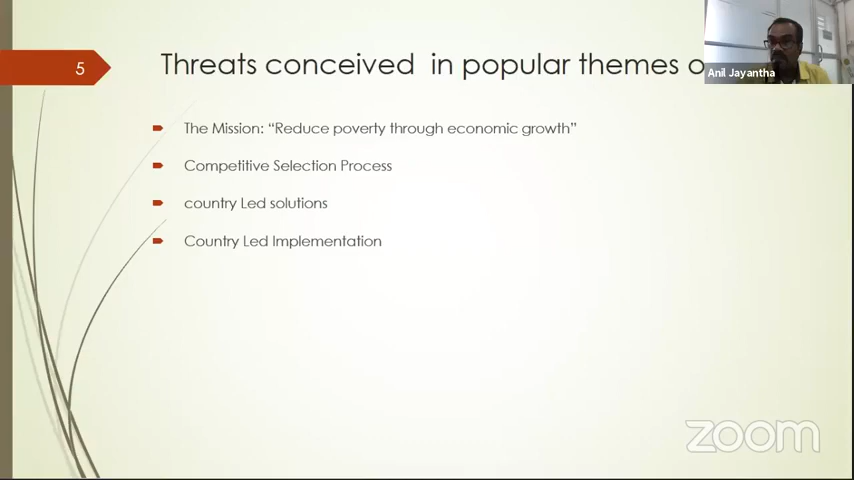 5
Threats conceived in popular themes o
Anil Jayantha
The Mission: “Reduce poverty through economic growth”
Competitive Selection Process
country Led solutions
Country Led Implementation
zoom